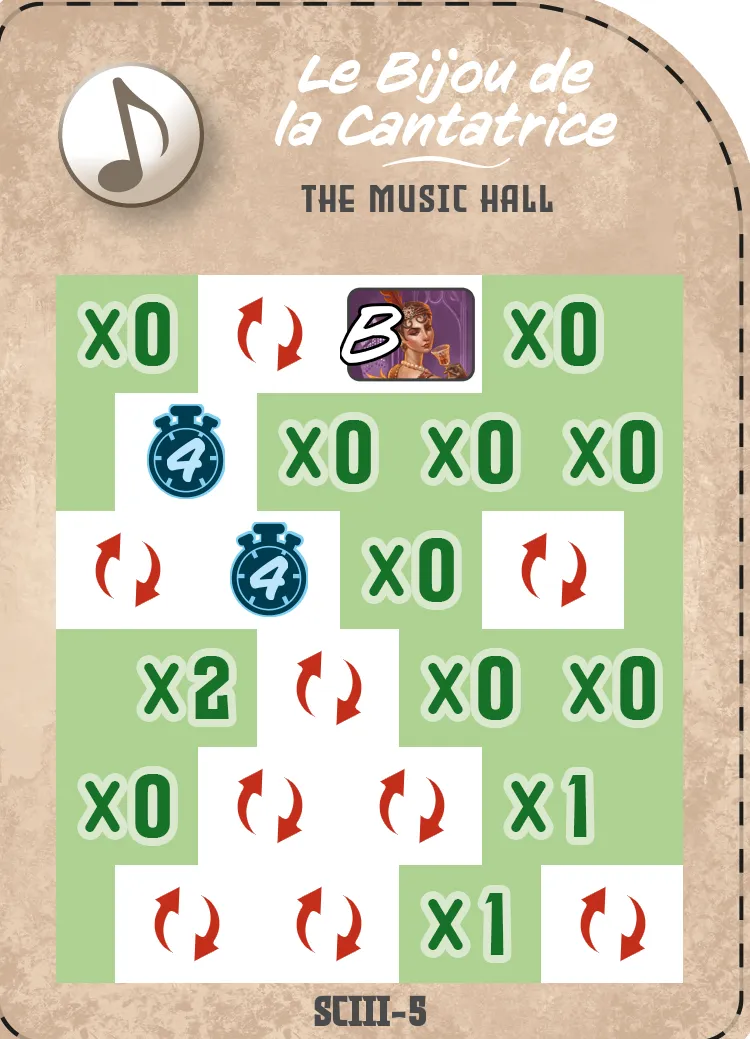 Le Bijou de
la Cantatrice
THE MUSIC HALL
X0 B X0
4 X0 X0 X0
4 X0
X2 X0 X0
X0 X1
X1
SCIII-5